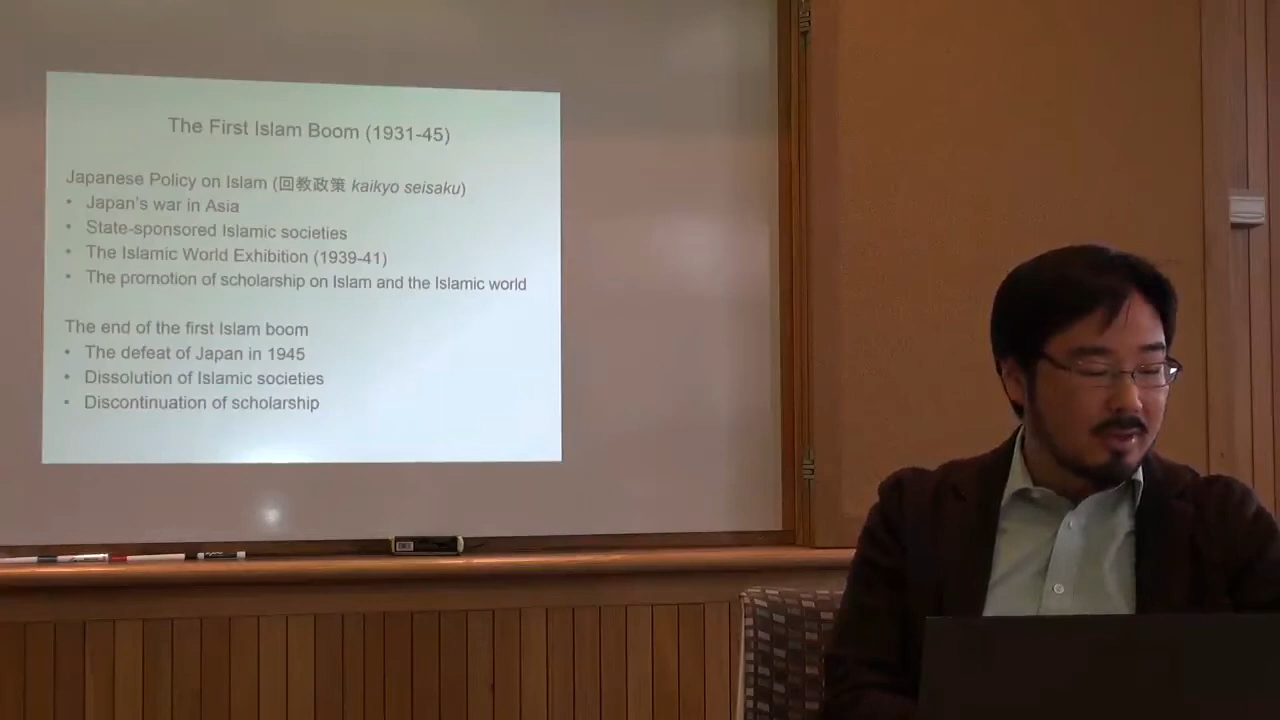 The First Islam Boom (1931-45)
Japanese Policy on Islam (回教政策 kaikyo seisaku)
• Japan's war in Asia
• State-sponsored Islamic societies
• The Islamic World Exhibition (1939-41)
• The promotion of scholarship on Islam and the Islamic world
The end of the first Islam boom
• The defeat of Japan in 1945
• Dissolution of Islamic societies
• Discontinuation of scholarship